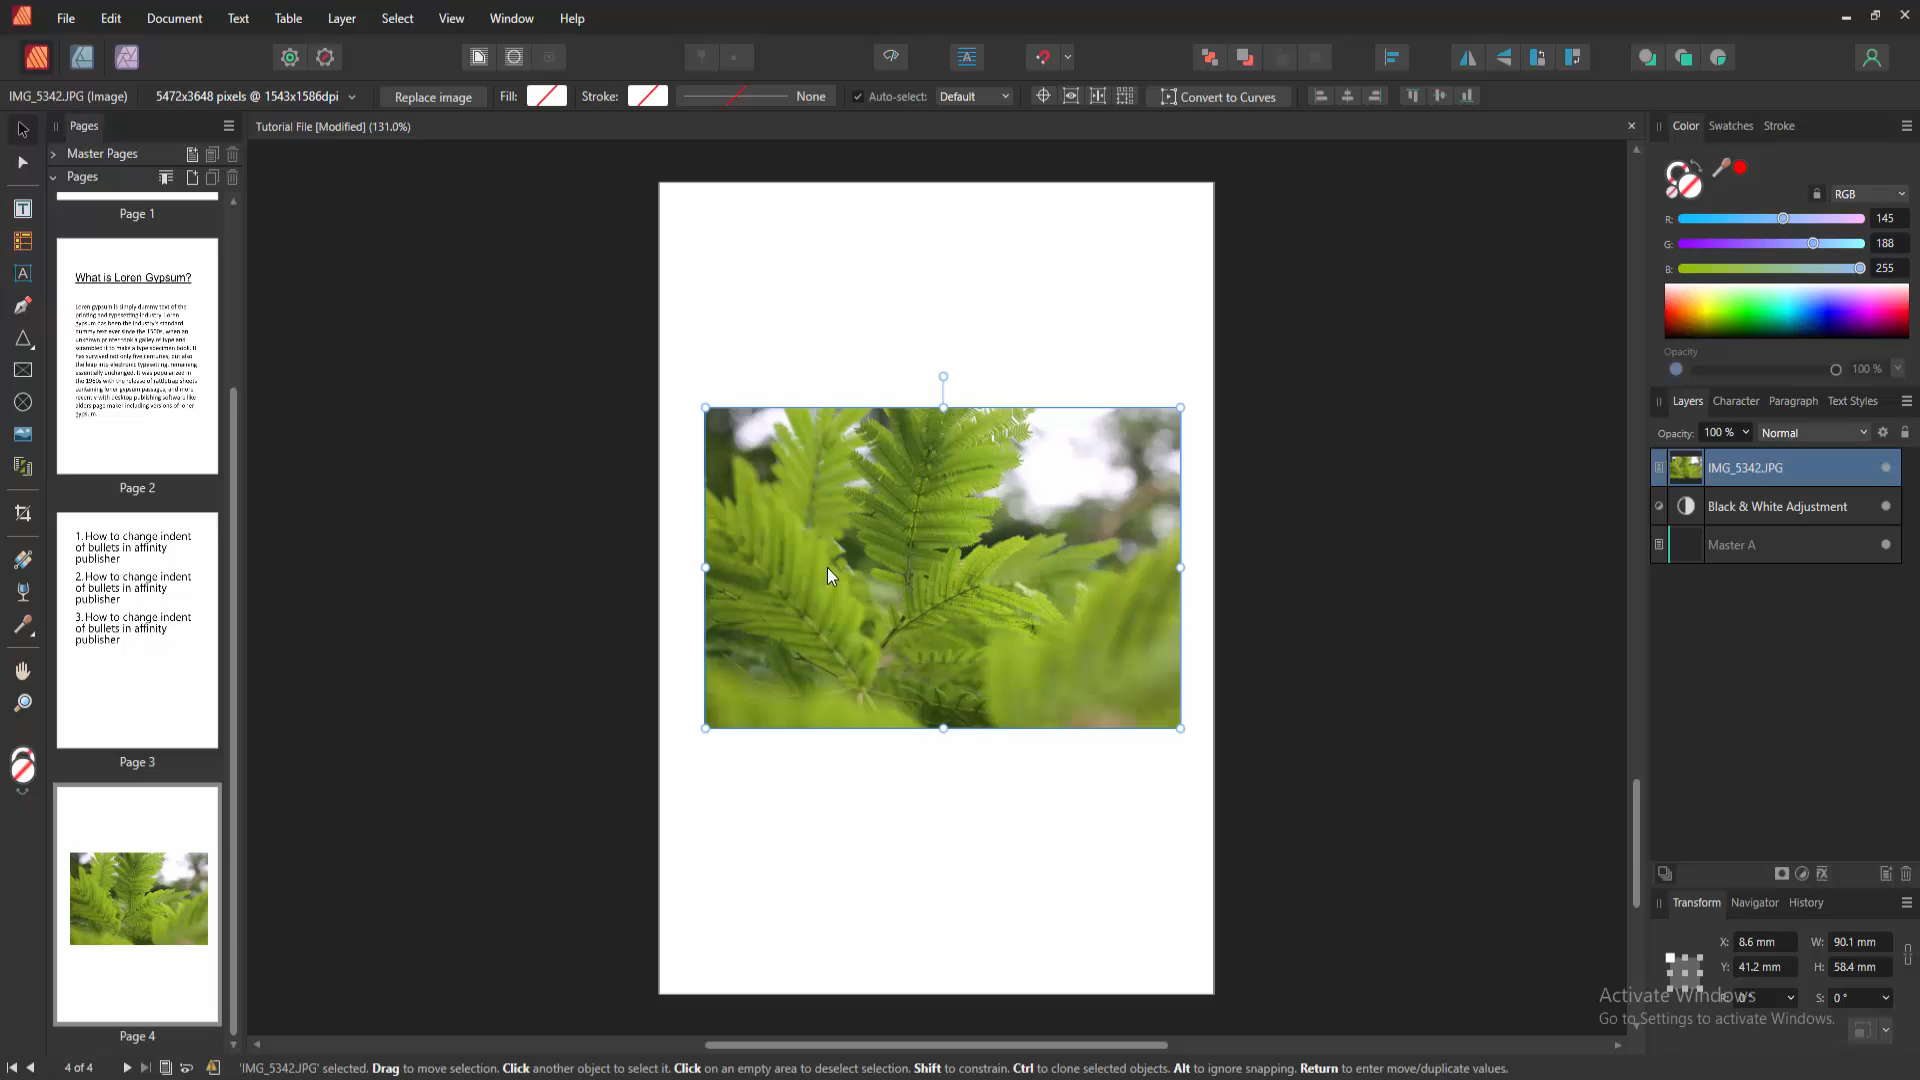 File Edit Document Text Table Layer Select View Window Help
IMG_5342.JPG (Image) 5472x3648 pixels @ 1543x1586dpi Replace image Fill: Stroke: None Auto-select: Default Convert to Curves
Pages
Tutorial File [Modified] (131.0%)
Color Swatches Stroke
Master Pages
Pages
Page 1
RGB
R: 145
G: 188
B: 255
What is Loren Gypsum?
Page 2
Opacity
100 %
Layers Character Paragraph Text Styles
Opacity: 100 % Normal
IMG_5342.JPG
Black & White Adjustment
Master A
1. How to change indent
of bullets in affinity
publisher
2. How to change indent
of bullets in affinity
publisher
3. How to change indent
of bullets in affinity
publisher
Page 3
Transform Navigator History
X: 8.6 mm W: 90.1 mm
Y: 41.2 mm H: 58.4 mm
S: 0 °
Activate Windows
Go to Settings to activate Windows.
Page 4
4 of 4
'IMG_5342.JPG' selected. Drag to move selection. Click another object to select it. Click on an empty area to deselect selection. Shift to constrain. Ctrl to clone selected objects. Alt to ignore snapping. Return to enter move/duplicate values.